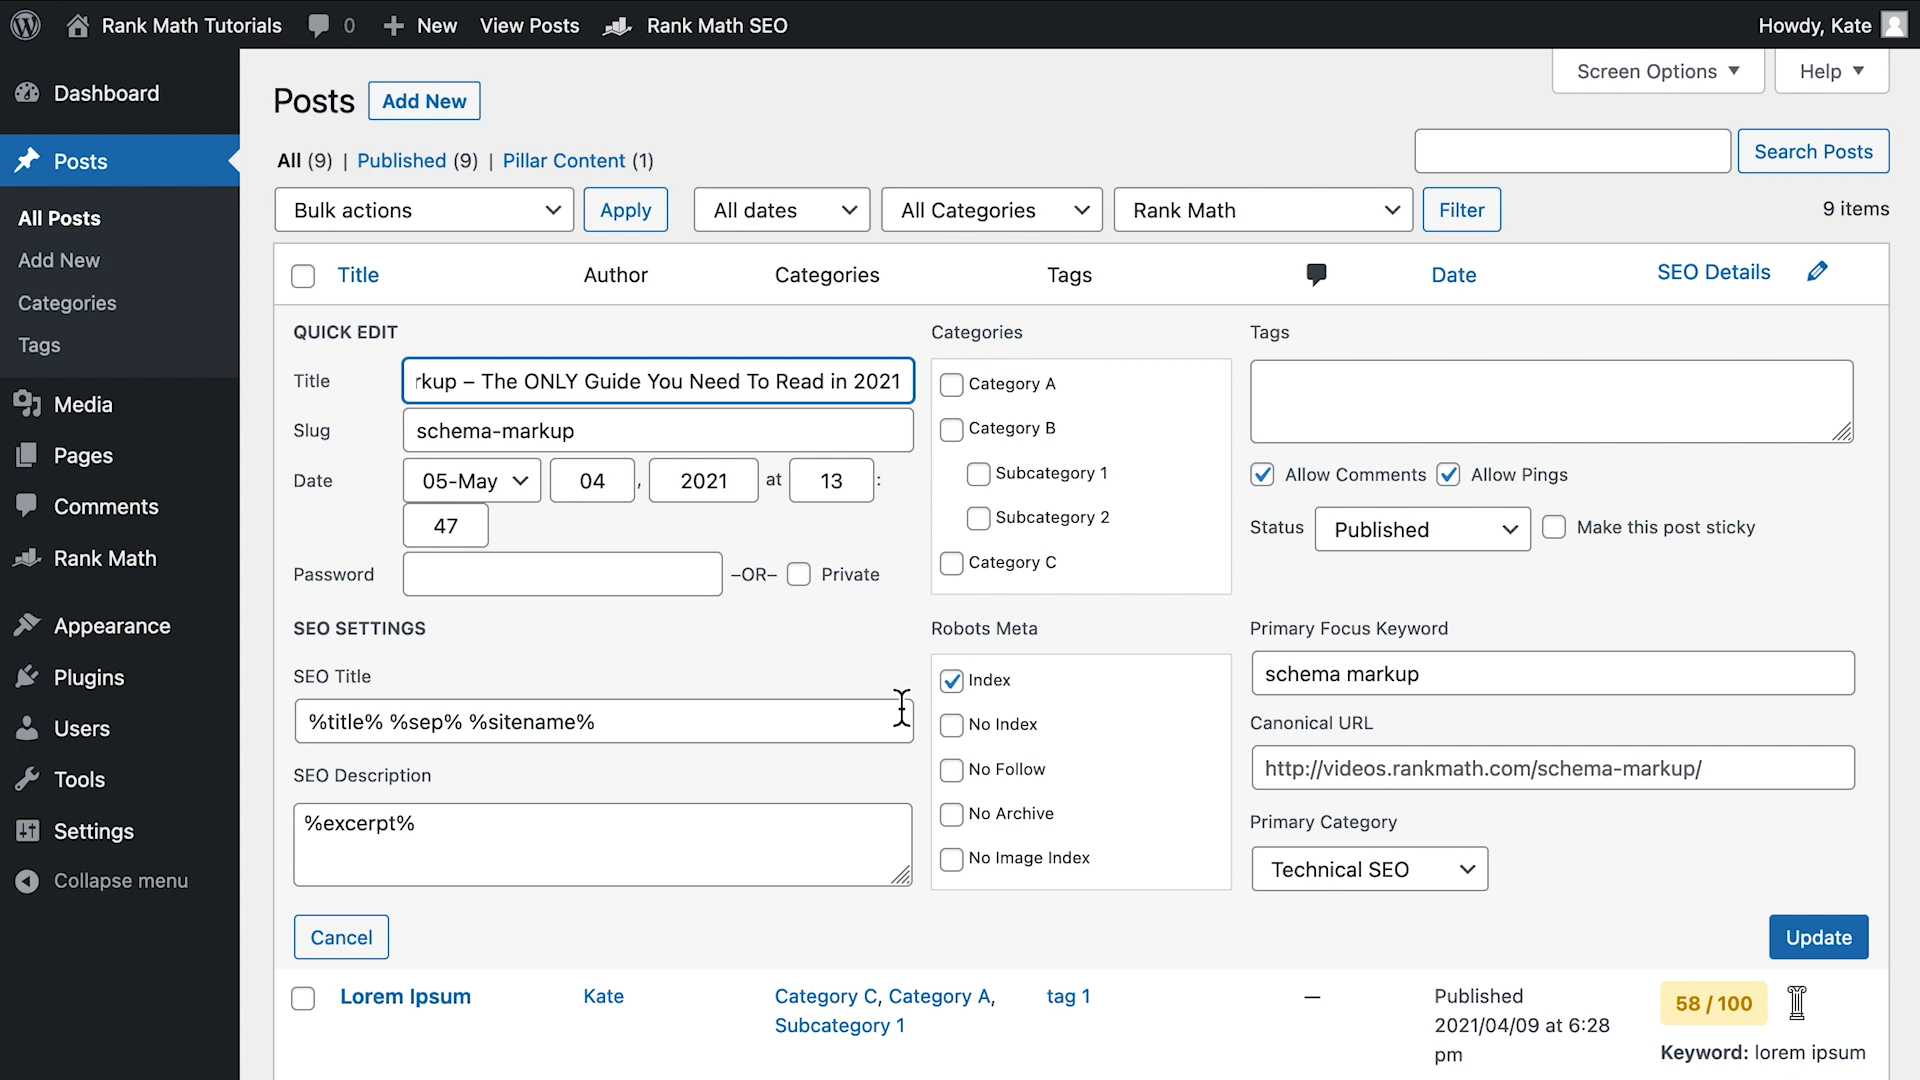 Rank Math Tutorials 0 New View Posts Rank Math SEO Howdy, Kate
Dashboard
Posts
All Posts
Add New
Categories
Tags
Media
Pages
Comments
Rank Math
Appearance
Plugins
Users
Tools
Settings
Collapse menu
Screen Options Help
Posts Add New
All (9) | Published (9) | Pillar Content (1)
Search Posts
Bulk actions Apply All dates All Categories Rank Math Filter 9 items
Title Author Categories Tags Date SEO Details
QUICK EDIT
Title rkup – The ONLY Guide You Need To Read in 2021
Slug schema-markup
Date 05-May 04 , 2021 at 13 :
47
Password –OR– Private
Categories
Category A
Category B
Subcategory 1
Subcategory 2
Category C
Tags
Allow Comments Allow Pings
Status Published Make this post sticky
SEO SETTINGS
SEO Title
%title% %sep% %sitename%
SEO Description
%excerpt%
Robots Meta
Index
No Index
No Follow
No Archive
No Image Index
Primary Focus Keyword
schema markup
Canonical URL
http://videos.rankmath.com/schema-markup/
Primary Category
Technical SEO
Cancel Update
Lorem Ipsum Kate Category C, Category A, tag 1 — Published 58 / 100
Subcategory 1 2021/04/09 at 6:28
pm Keyword: lorem ipsum